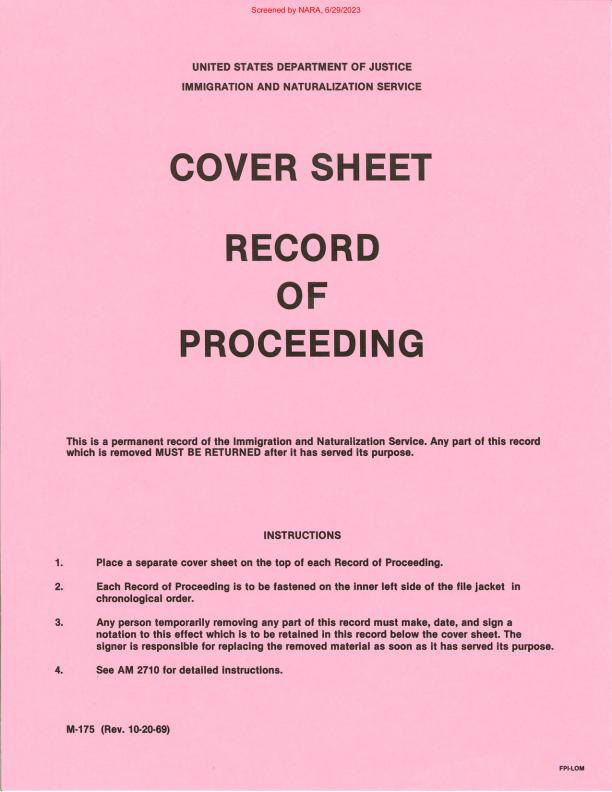 Screened by NARA, 6/29/2023
UNITED STATES DEPARTMENT OF JUSTICE
IMMIGRATION AND NATURALIZATION SERVICE
COVER SHEET
RECORD
OF
PROCEEDING
This is a permanent record of the Immigration and Naturalization Service. Any part of this record
which is removed MUST BE RETURNED after it has served its purpose.
INSTRUCTIONS
1. Place a separate cover sheet on the top of each Record of Proceeding.
2. Each Record of Proceeding is to be fastened on the inner left side of the file jacket in
chronological order.
3. Any person temporarily removing any part of this record must make, date, and sign a
notation to this effect which is to be retained in this record below the cover sheet. The
signer is responsible for replacing the removed material as soon as it has served its purpose.
4. See AM 2710 for detailed instructions.
M-175 (Rev. 10-20-69)
FPI-LOM